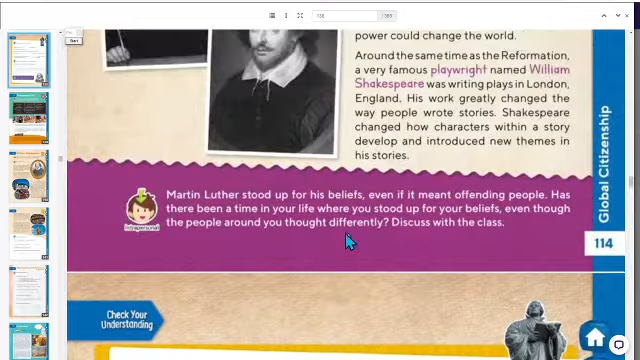 power could change the world.
Around the same time as the Reformation,
a very famous playwright named William
Shakespeare was writing plays in London,
England. His work greatly changed the
way people wrote stories. Shakespeare
changed how characters within a story
develop and introduced new themes in
his stories.
Martin Luther stood up for his beliefs, even if it meant offending people. Has
there been a time in your life where you stood up for your beliefs, even though
the people around you thought differently? Discuss with the class.
Intrapersonal
Global Citizenship
114
Check Your
Understanding